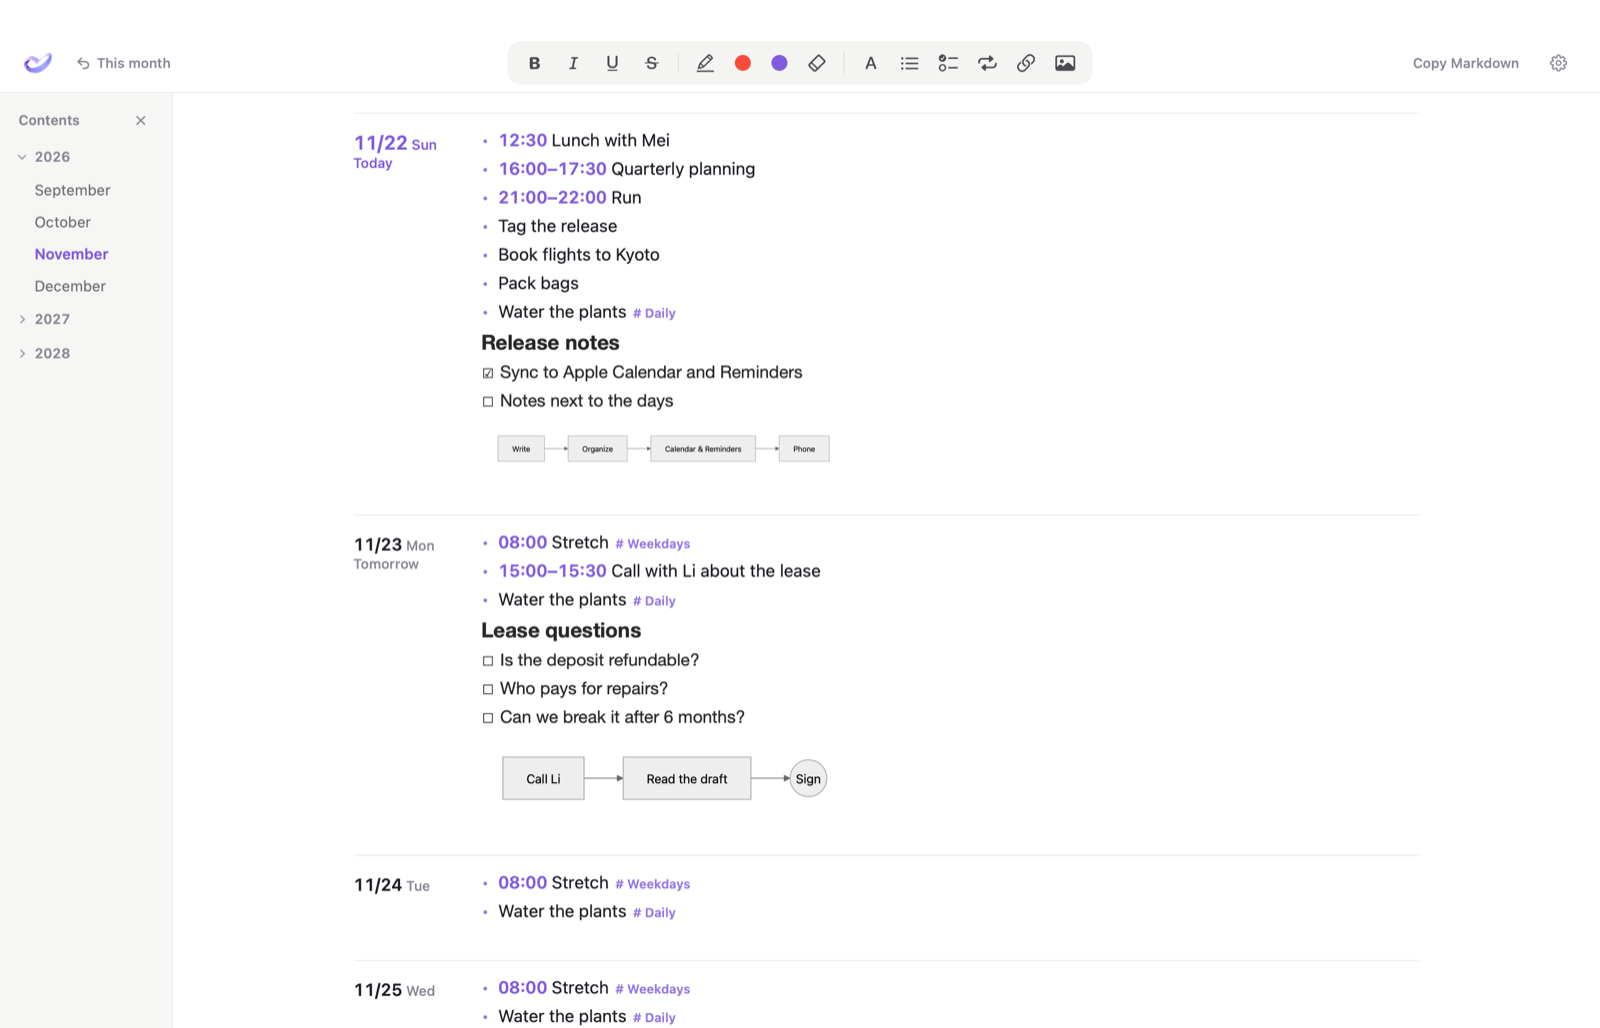 This month
B I U S
A
Copy Markdown
Contents
2026
September
October
November
December
2027
2028
11/22 Sun
Today
12:30 Lunch with Mei
16:00–17:30 Quarterly planning
21:00–22:00 Run
Tag the release
Book flights to Kyoto
Pack bags
Water the plants # Daily
Release notes
Sync to Apple Calendar and Reminders
Notes next to the days
Write Organize Calendar & Reminders Phone
11/23 Mon
Tomorrow
08:00 Stretch # Weekdays
15:00–15:30 Call with Li about the lease
Water the plants # Daily
Lease questions
Is the deposit refundable?
Who pays for repairs?
Can we break it after 6 months?
Call Li Read the draft Sign
11/24 Tue
08:00 Stretch # Weekdays
Water the plants # Daily
11/25 Wed
08:00 Stretch # Weekdays
Water the plants # Daily